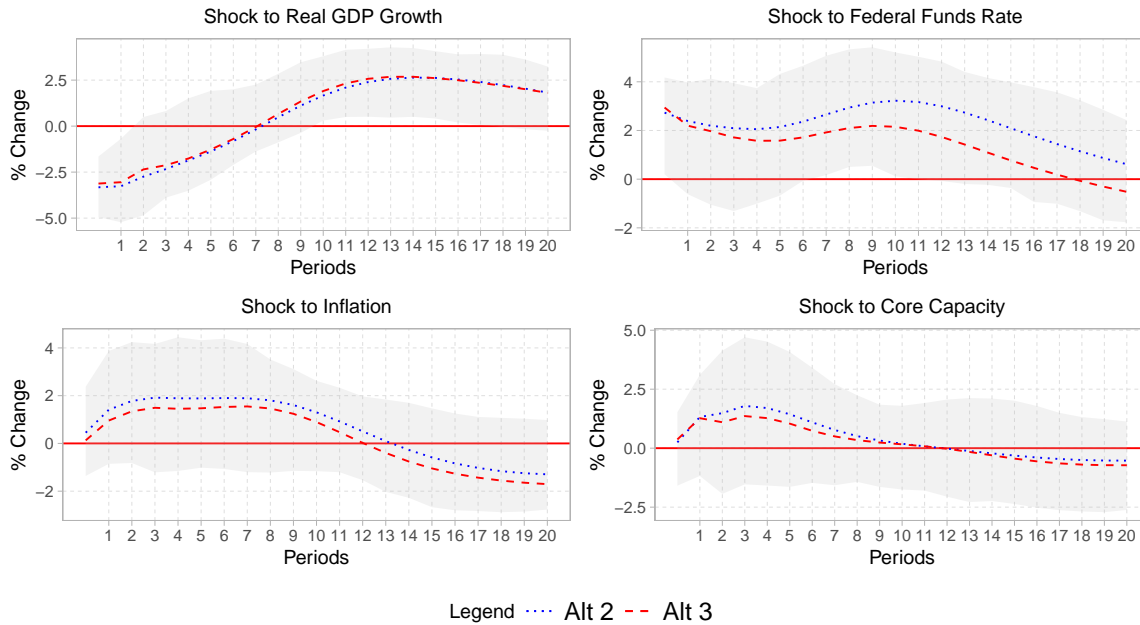 Shock to Real GDP Growth
% Change
2.5
0.0
−2.5
−5.0
1 2 3 4 5 6 7 8 9 10 11 12 13 14 15 16 17 18 19 20
Periods
Shock to Federal Funds Rate
% Change
4
2
0
−2
1 2 3 4 5 6 7 8 9 10 11 12 13 14 15 16 17 18 19 20
Periods
Shock to Inflation
% Change
4
2
0
−2
1 2 3 4 5 6 7 8 9 10 11 12 13 14 15 16 17 18 19 20
Periods
Shock to Core Capacity
% Change
5.0
2.5
0.0
−2.5
1 2 3 4 5 6 7 8 9 10 11 12 13 14 15 16 17 18 19 20
Periods
Legend Alt 2 Alt 3